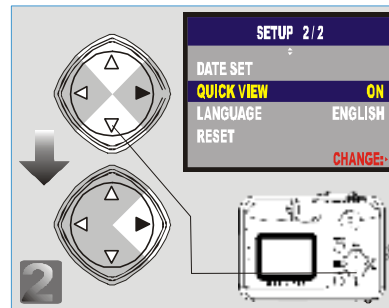 SETUP 2/2
DATE SET
QUICK VIEW ON
LANGUAGE ENGLISH
RESET
CHANGE:
2